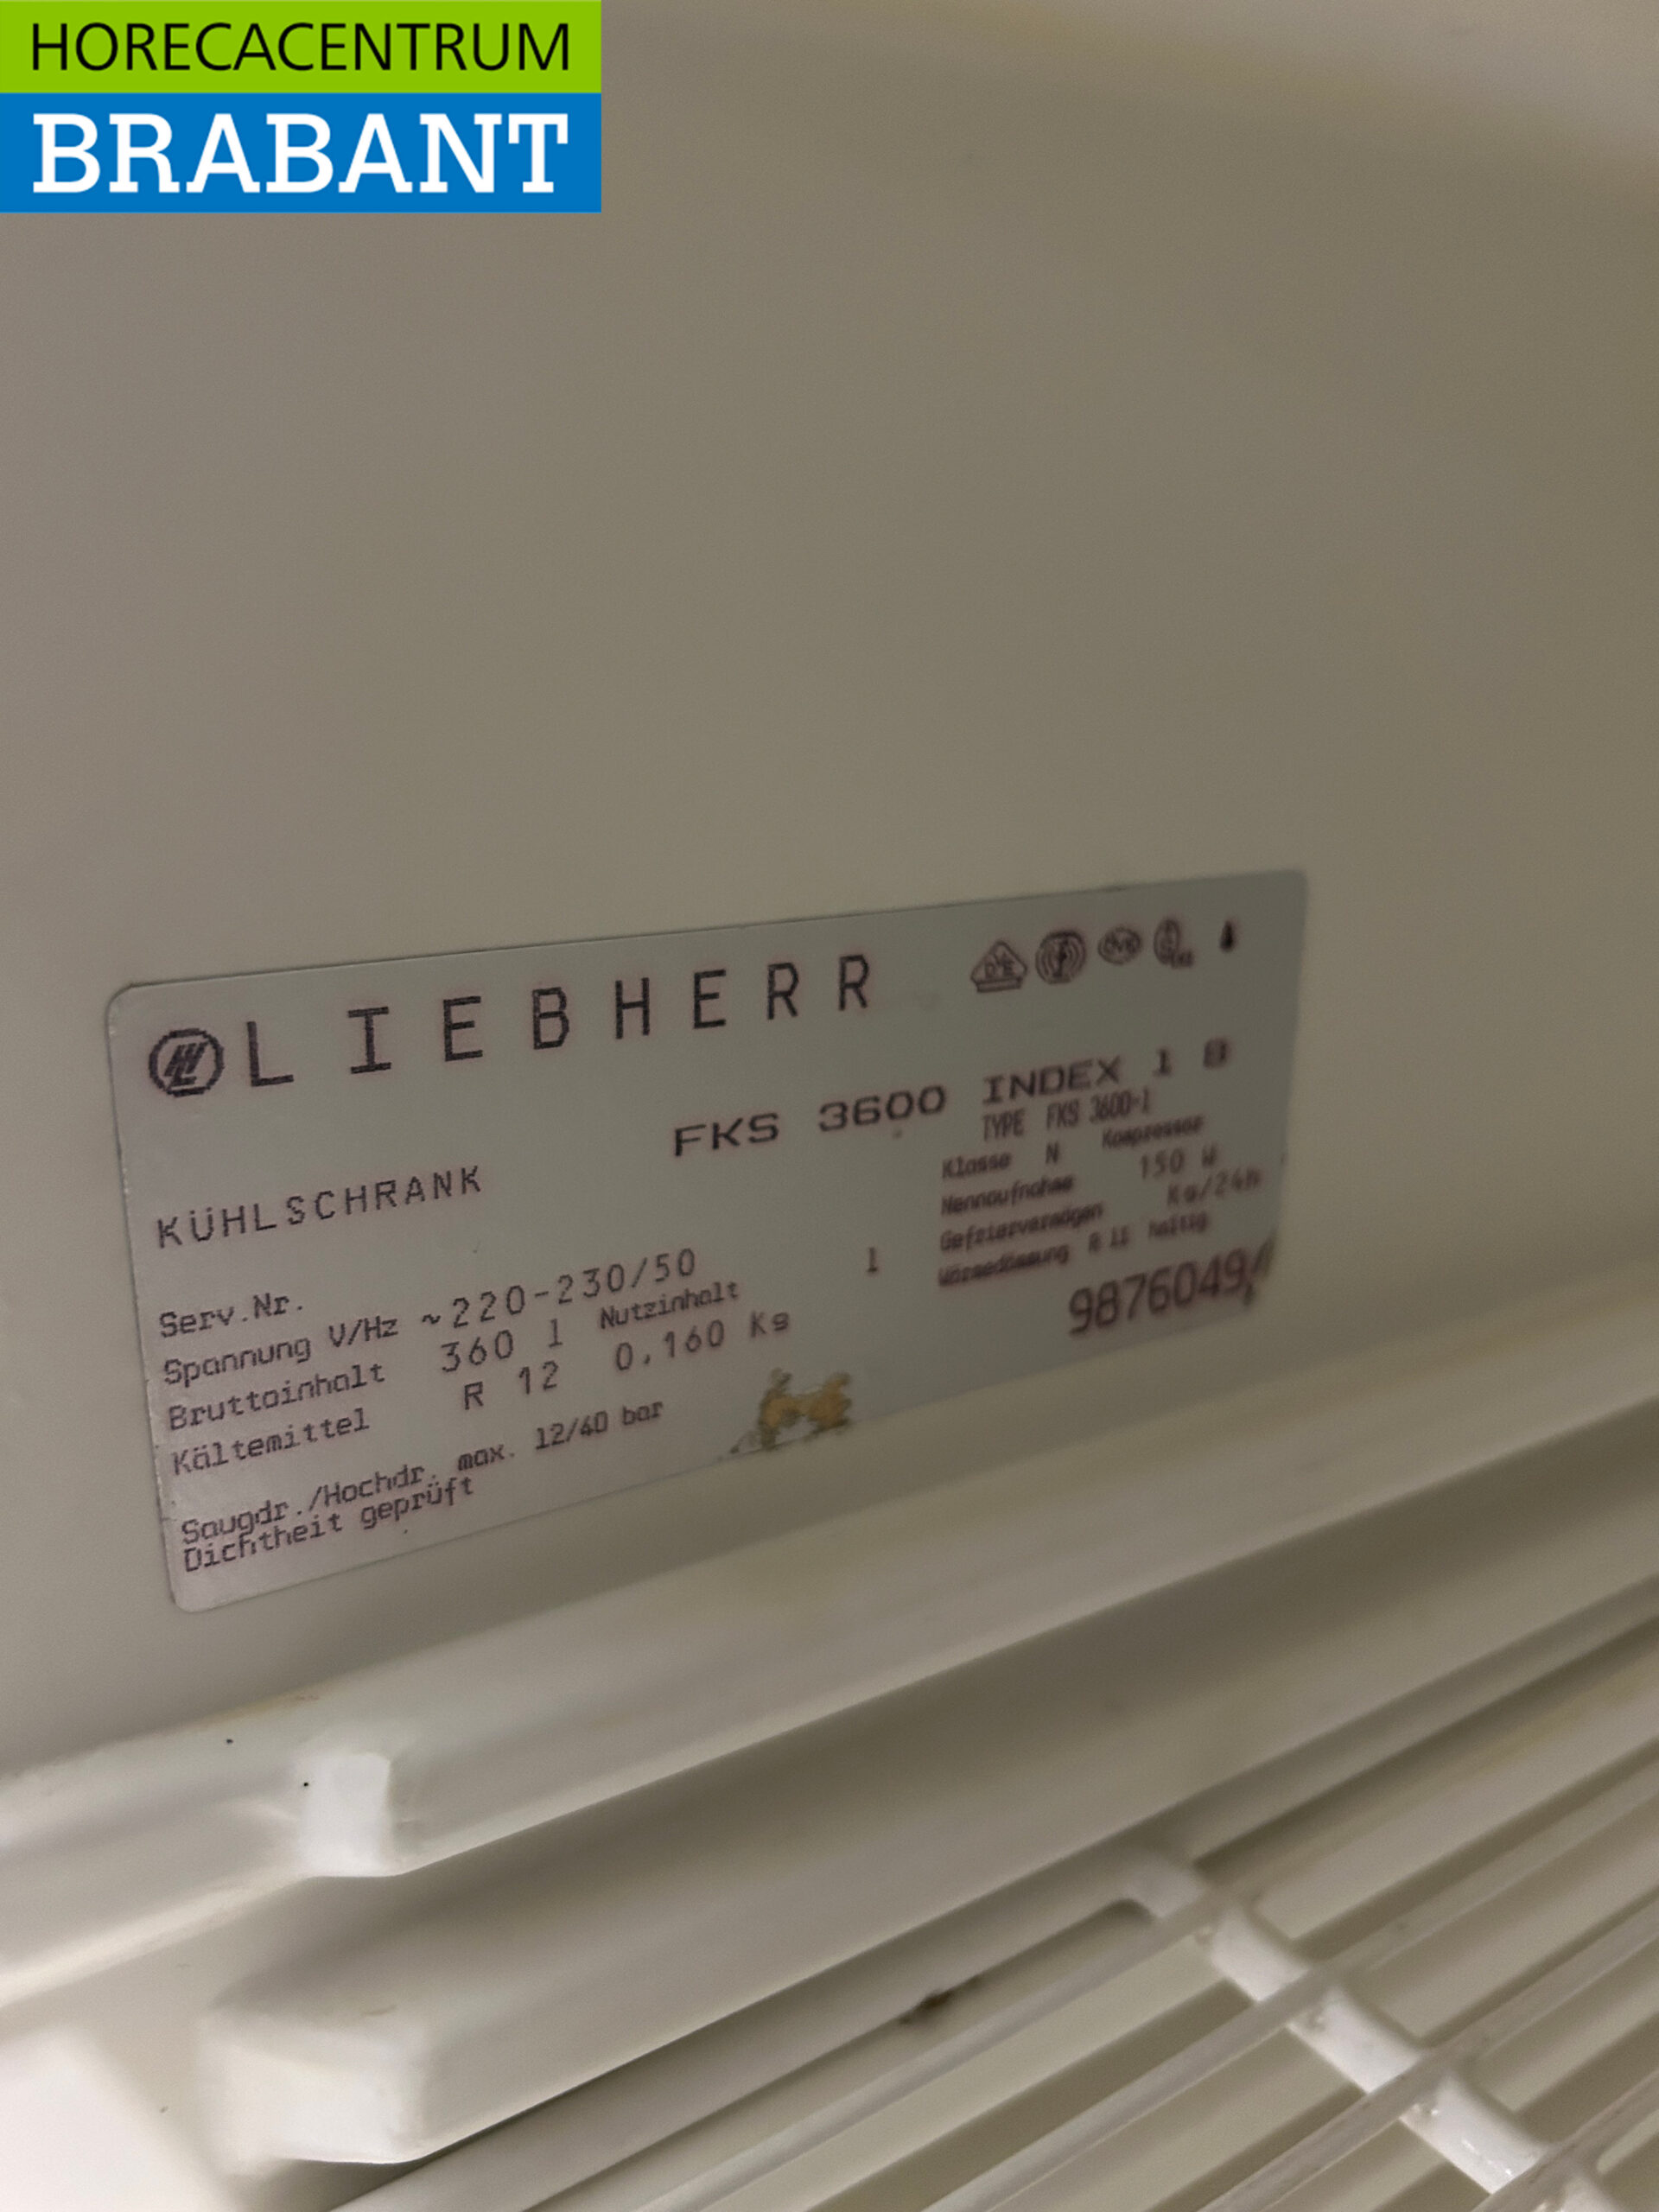 HORECACENTRUM
BRABANT
LIEBHERR
FKS 3600 INDEX 1 8
TYPE FKS 3600-1
KÜHLSCHRANK
Klasse N Kompressor
Nennaufnahme 150 W
Serv.Nr.
Gefriervermögen Kg/24h
Spannung V/Hz ~220-230/50
Wärmedämmung R 11 haltig
Bruttoinhalt 360 l Nutzinhalt l
Kältemittel R 12 0,160 Kg
9876049
Saugdr./Hochdr. max. 12/40 bar
Dichtheit geprüft